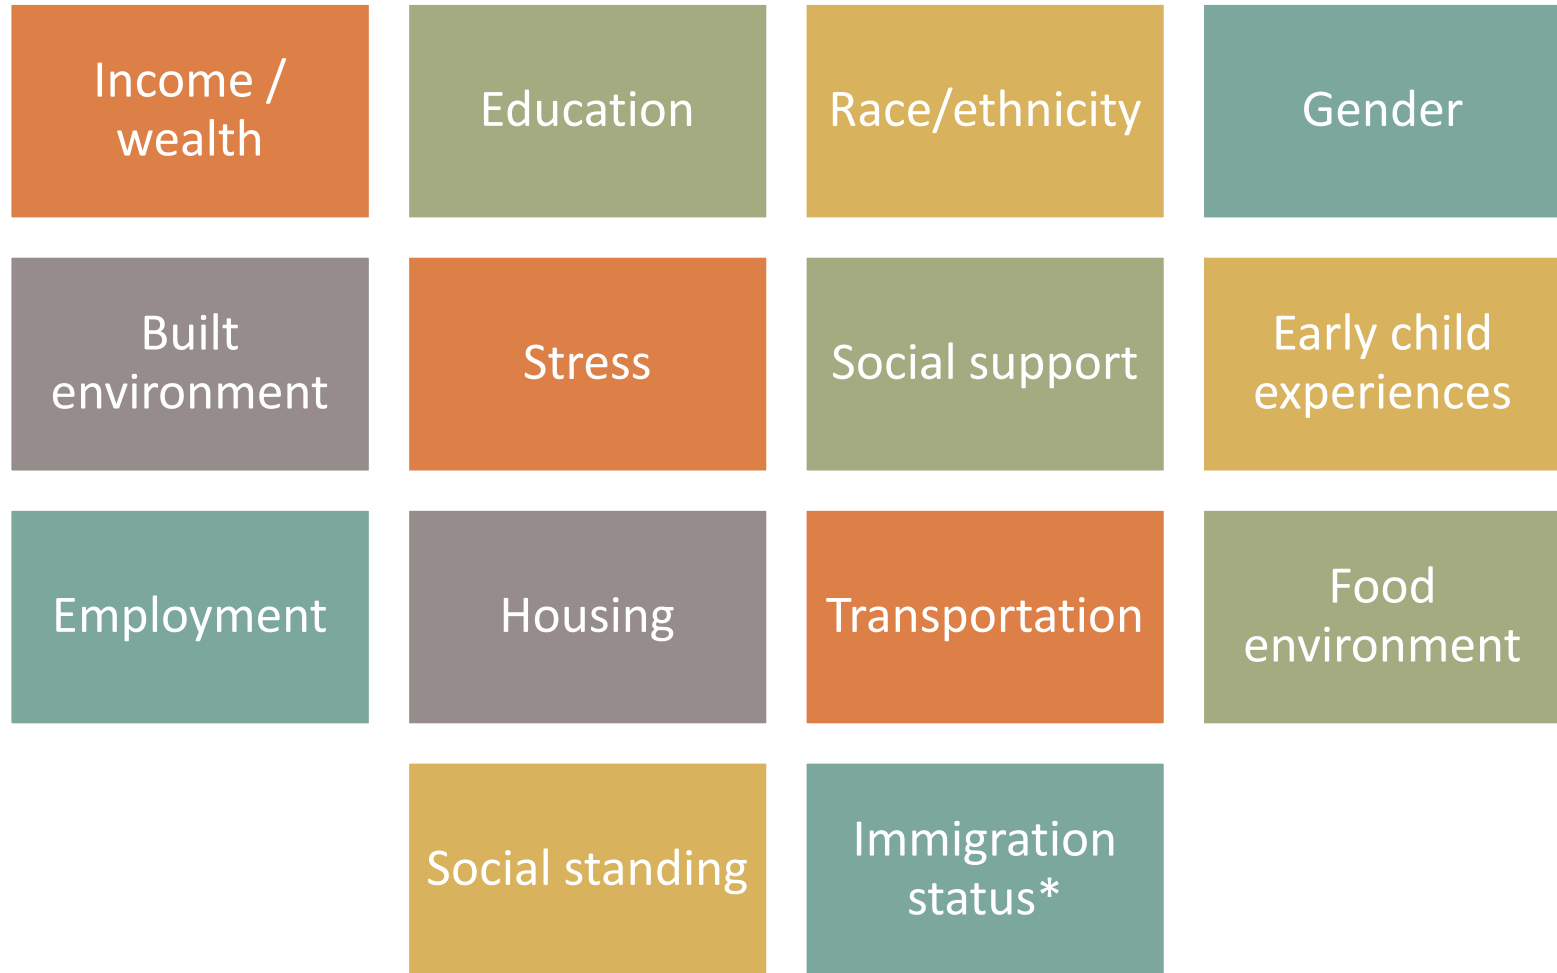 Income /
wealth
Education
Race/ethnicity
Gender
Built
environment
Stress
Social support
Early child
experiences
Employment
Housing
Transportation
Food
environment
Social standing
Immigration
status*